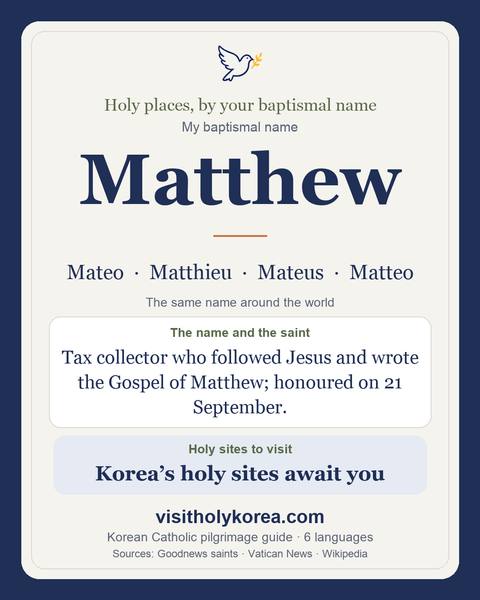 Holy places, by your baptismal name
My baptismal name
Matthew
Mateo · Matthieu · Mateus · Matteo
The same name around the world
The name and the saint
Tax collector who followed Jesus and wrote
the Gospel of Matthew; honoured on 21
September.
Holy sites to visit
Korea’s holy sites await you
visitholykorea.com
Korean Catholic pilgrimage guide · 6 languages
Sources: Goodnews saints · Vatican News · Wikipedia